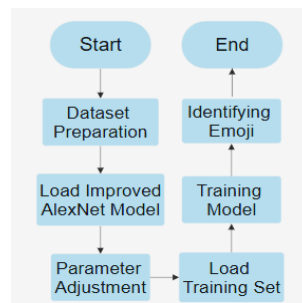 Start
Dataset
Preparation
Load Improved
AlexNet Model
Parameter
Adjustment
Load
Training Set
Training
Model
Identifying
Emoji
End